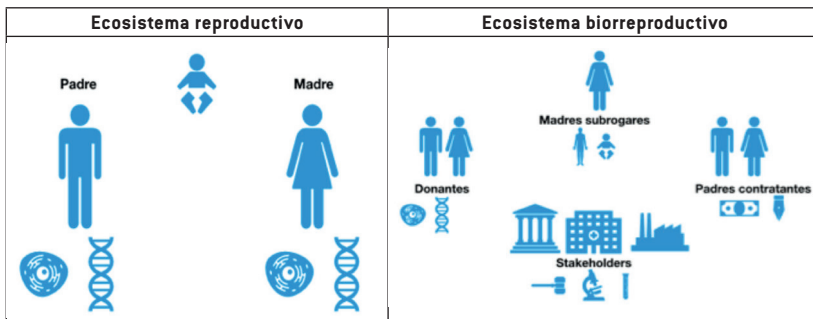 Ecosistema reproductivo
Ecosistema biorreproductivo
Padre
Madre
Madres subrogares
Donantes
Padres contratantes
Stakeholders